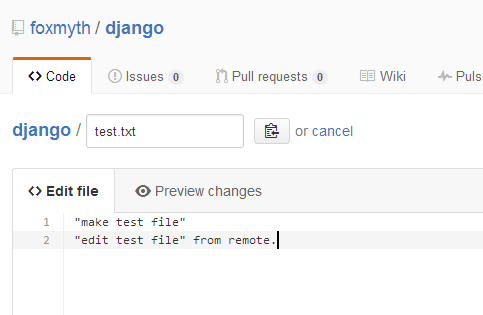 foxmyth / django
<> Code Issues 0 Pull requests 0 Wiki Puls
django / test.txt or cancel
<> Edit file Preview changes
1 "make test file"
2 "edit test file" from remote.